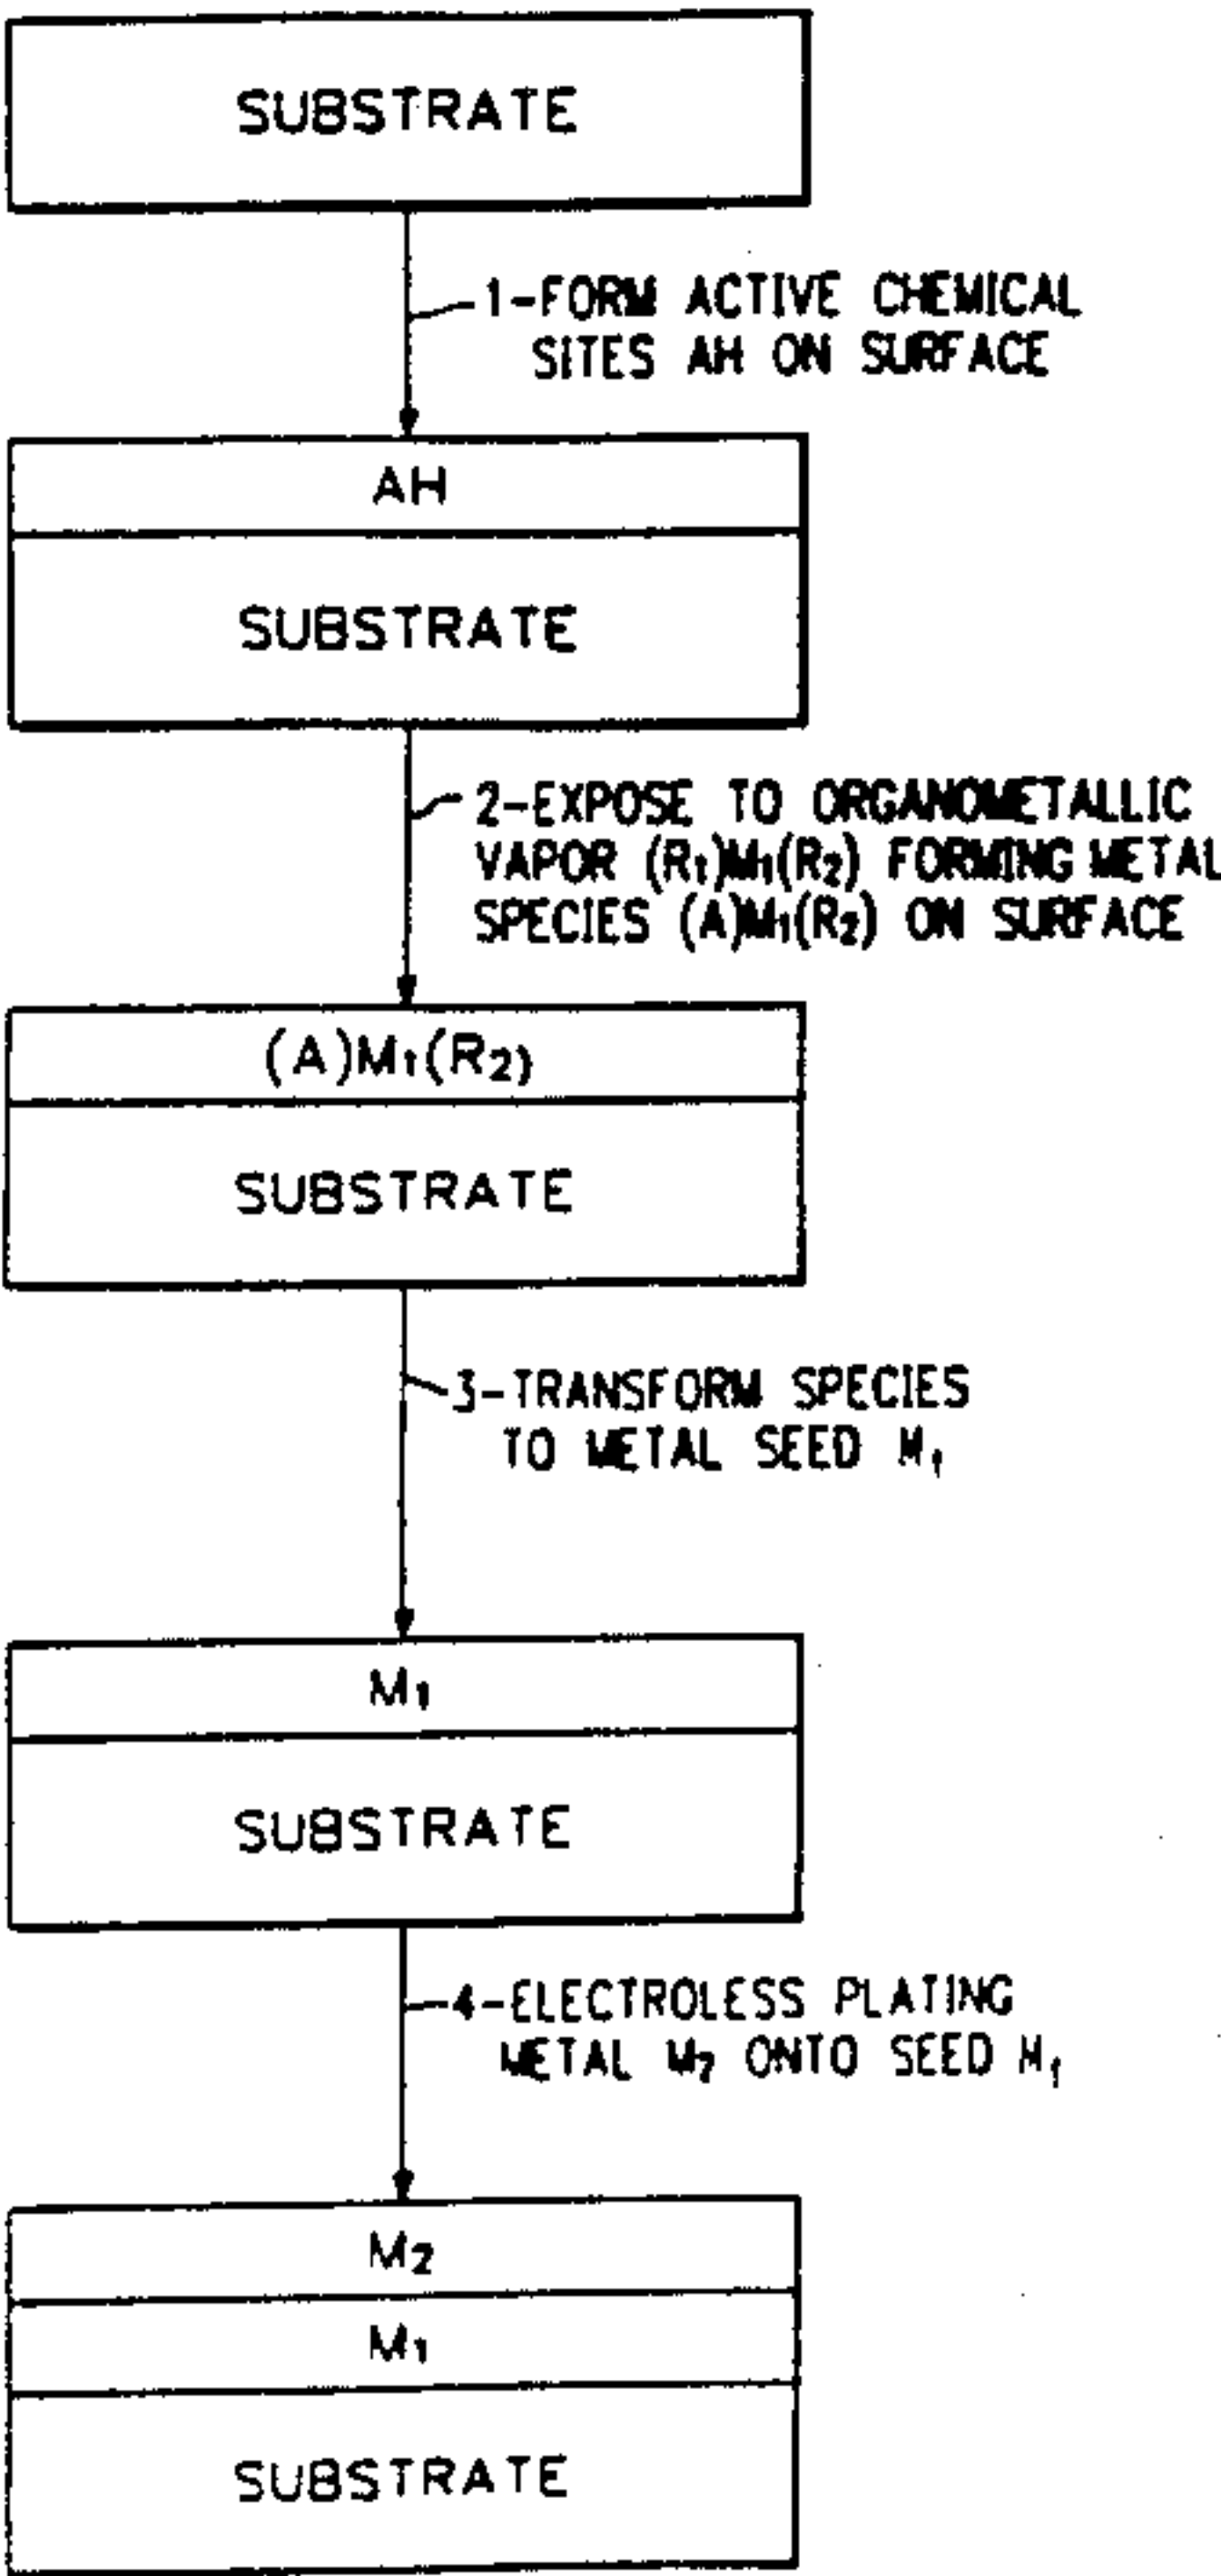 SUBSTRATE
1-FORM ACTIVE CHEMICAL
SITES AH ON SURFACE
AH
SUBSTRATE
2-EXPOSE TO ORGANOMETALLIC
VAPOR (R₁)M₁(R₂) FORMING METAL
SPECIES (A)M₁(R₂) ON SURFACE
(A)M₁(R₂)
SUBSTRATE
3-TRANSFORM SPECIES
TO METAL SEED M₁
M₁
SUBSTRATE
4-ELECTROLESS PLATING
METAL M₂ ONTO SEED M₁
M₂
M₁
SUBSTRATE